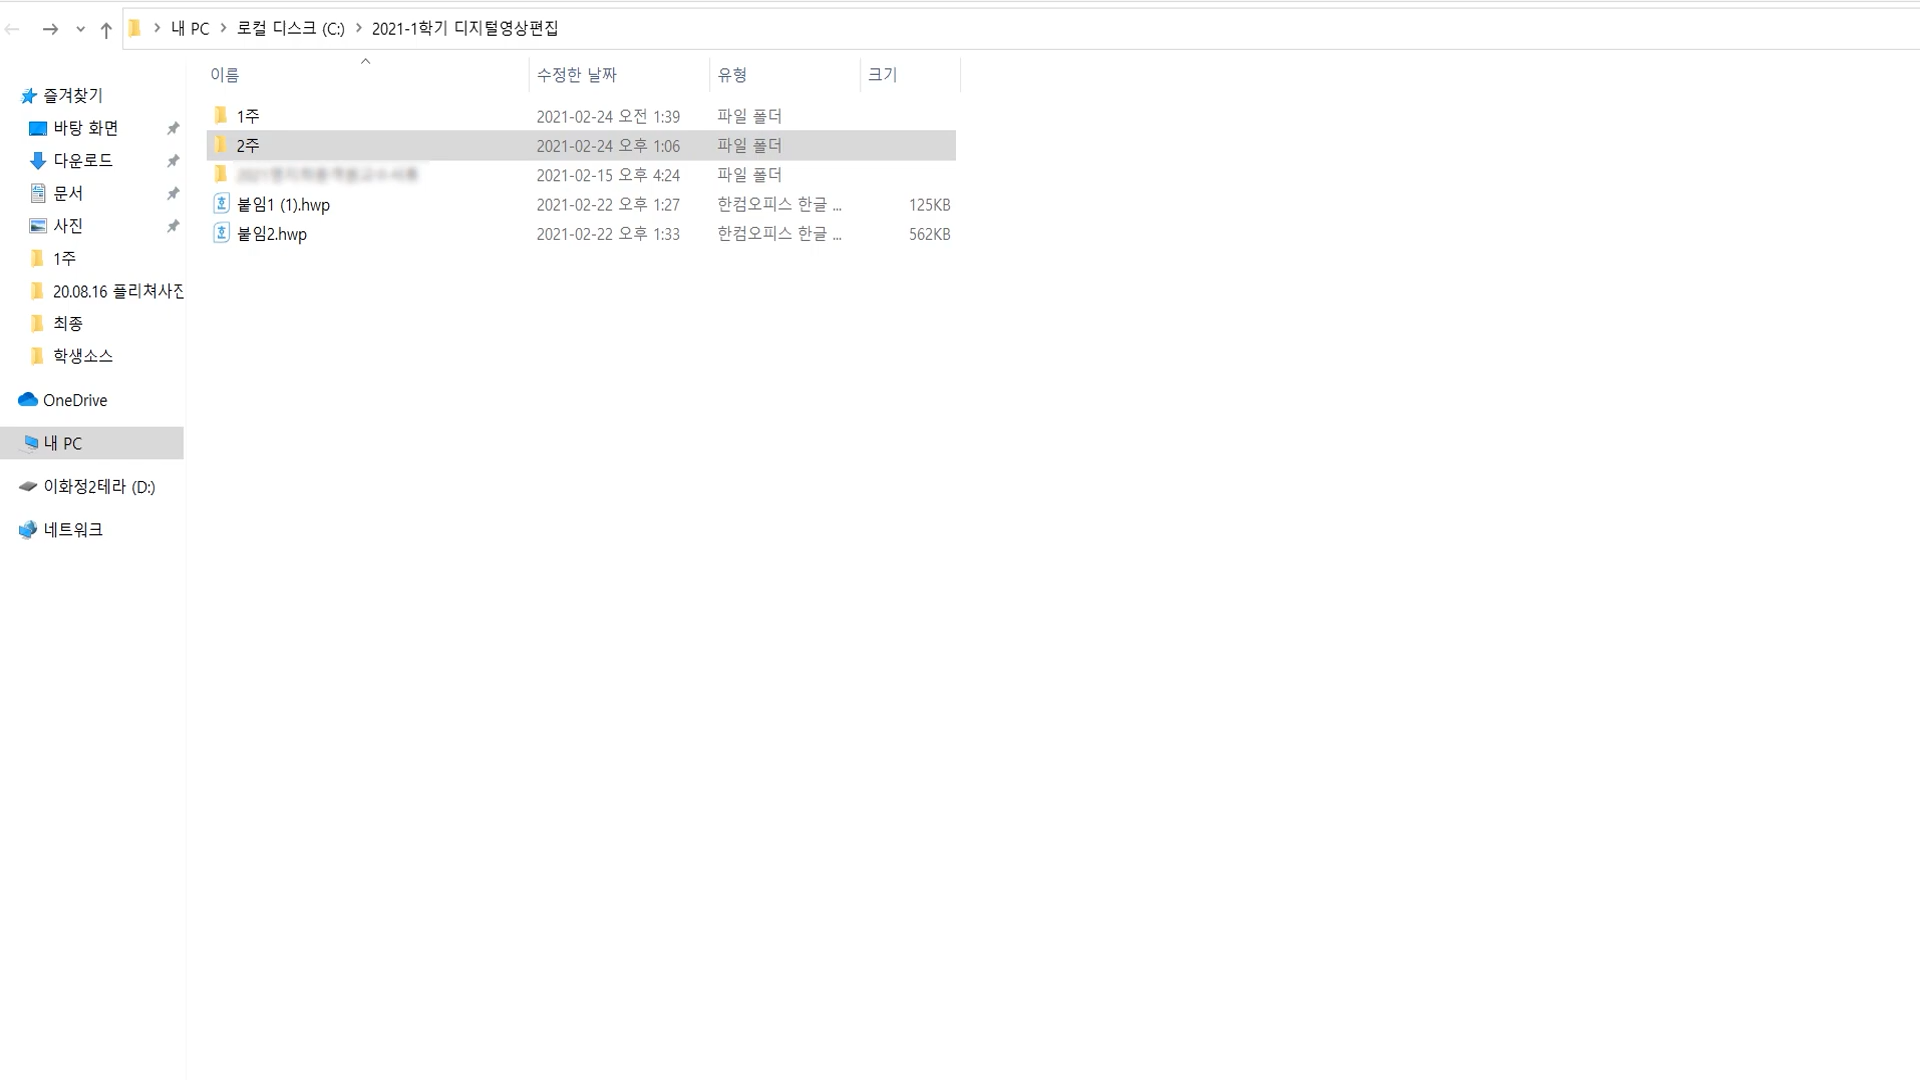 내 PC > 로컬 디스크 (C:) > 2021-1학기 디지털영상편집
이름 수정한 날짜 유형 크기
즐겨찾기
바탕 화면
다운로드
문서
사진
1주
20.08.16 플리쳐사진
최종
학생소스
OneDrive
내 PC
이화정2테라 (D:)
네트워크
1주 2021-02-24 오전 1:39 파일 폴더
2주 2021-02-24 오후 1:06 파일 폴더
2021-02-15 오후 4:24 파일 폴더
붙임1 (1).hwp 2021-02-22 오후 1:27 한컴오피스 한글 ... 125KB
붙임2.hwp 2021-02-22 오후 1:33 한컴오피스 한글 ... 562KB